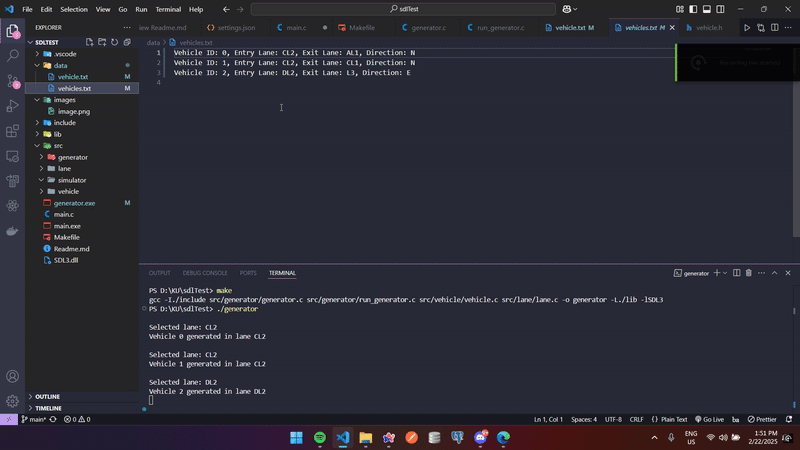 File Edit Selection View Go Run Terminal Help
sdlTest
EXPLORER
iew Readme.md settings.json main.c Makefile generator.c run_generator.c vehicle.txt M vehicles.txt M vehicle.h
SDLTEST
data > vehicles.txt
.vscode
data
vehicle.txt M
vehicles.txt M
images
image.png
include
lib
src
generator
lane
simulator
vehicle
generator.exe M
main.c
main.exe
Makefile
Readme.md
SDL3.dll
OUTLINE
TIMELINE
1 Vehicle ID: 0, Entry Lane: CL2, Exit Lane: AL1, Direction: N
2 Vehicle ID: 1, Entry Lane: CL2, Exit Lane: CL1, Direction: N
3 Vehicle ID: 2, Entry Lane: DL2, Exit Lane: L3, Direction: E
4
OUTPUT DEBUG CONSOLE PORTS TERMINAL
generator
PS D:\KU\sdlTest> make
gcc -I./include src/generator/generator.c src/generator/run_generator.c src/vehicle/vehicle.c src/lane/lane.c -o generator -L./lib -lSDL3
PS D:\KU\sdlTest> ./generator
Selected lane: CL2
Vehicle 0 generated in lane CL2
Selected lane: CL2
Vehicle 1 generated in lane CL2
Selected lane: DL2
Vehicle 2 generated in lane DL2
main* 0 0
Ln 1, Col 1 Spaces: 4 UTF-8 CRLF {} Plain Text Go Live Prettier
ENG
US
1:51 PM
2/22/2025